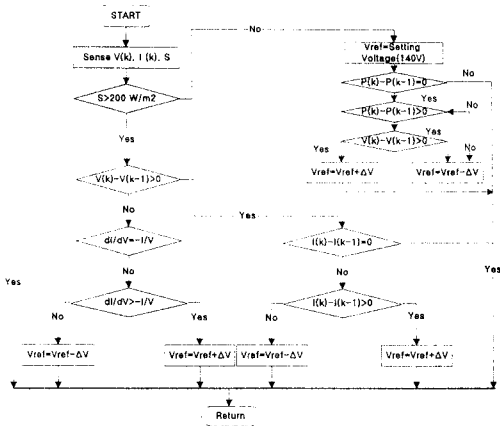 START
No
Sense V(k), I (k), S
Vref=Setting
Voltage(140V)
S>200 W/m2
P(k)-P(k-1)=0
No
Yes
P(k)-P(k-1)>0
No
Yes
V(k)-V(k-1)>0
Yes
Yes
No
Vref=Vref+ΔV
Vref=Vref-ΔV
V(k)-V(k-1)>0
No
Yes
dI/dV=-I/V
I(k)-I(k-1)=0
Yes
No
No
Yes
dI/dV>-I/V
I(k)-I(k-1)>0
No
Yes
No
Yes
Vref=Vref-ΔV
Vref=Vref+ΔV
Vref=Vref-ΔV
Vref=Vref+ΔV
Return